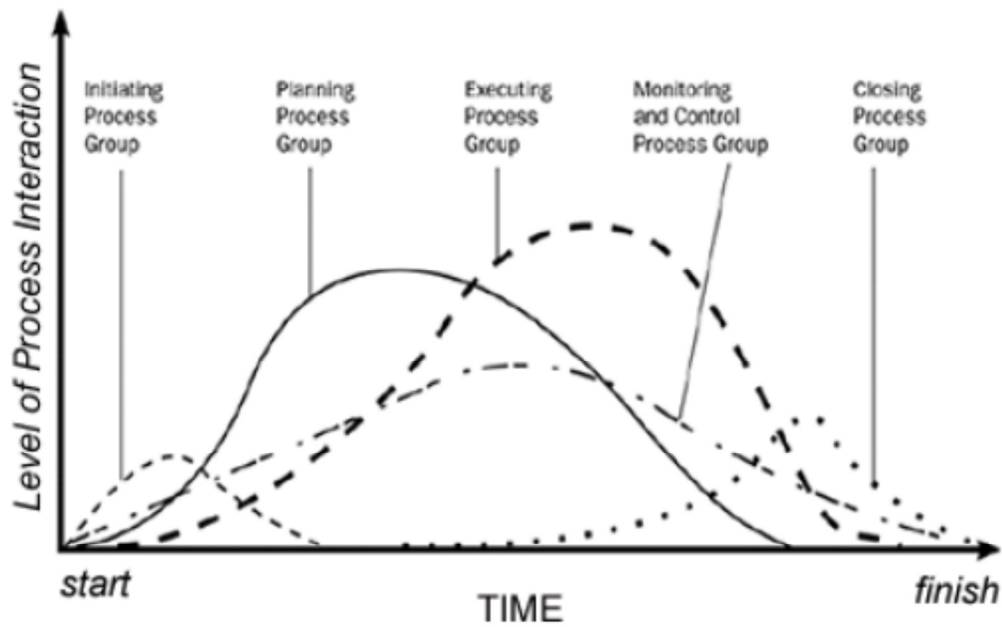 Level of Process Interaction
Initiating
Process
Group
Planning
Process
Group
Executing
Process
Group
Monitoring
and Control
Process Group
Closing
Process
Group
start
TIME
finish